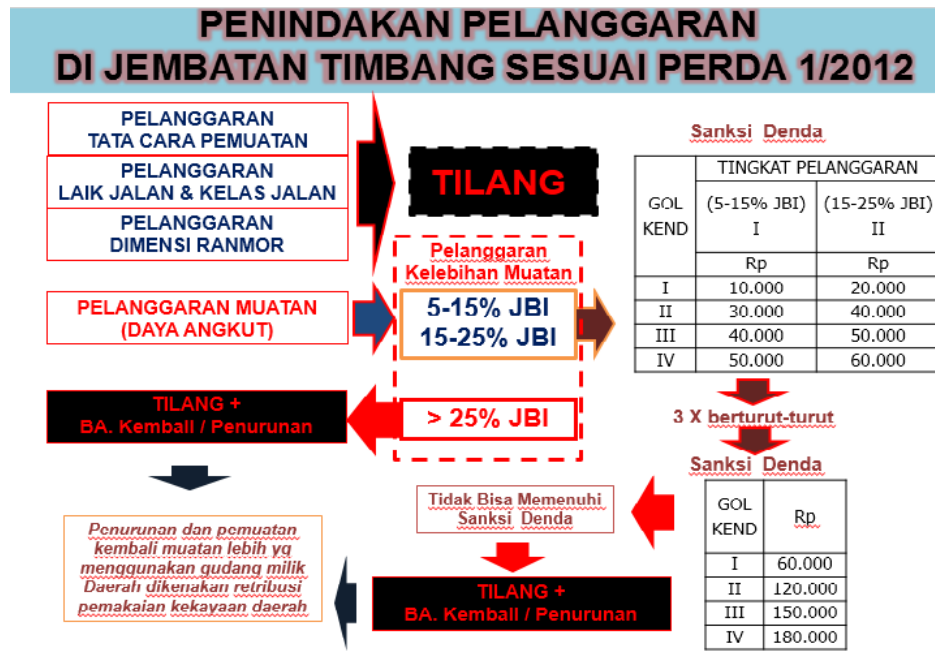 PENINDAKAN PELANGGARAN
DI JEMBATAN TIMBANG SESUAI PERDA 1/2012
PELANGGARAN
TATA CARA PEMUATAN
PELANGGARAN
LAIK JALAN & KELAS JALAN
PELANGGARAN
DIMENSI RANMOR
TILANG
PELANGGARAN MUATAN
(DAYA ANGKUT)
Pelanggaran
Kelebihan Muatan
5-15% JBI
15-25% JBI
> 25% JBI
TILANG +
BA. Kembali / Penurunan
Penurunan dan pemuatan
kembali muatan lebih yg
menggunakan gudang milik
Daerah dikenakan retribusi
pemakaian kekayaan daerah
Sanksi Denda
GOL KEND TINGKAT PELANGGARAN
(5-15% JBI) (15-25% JBI)
I II
Rp Rp
I 10.000 20.000
II 30.000 40.000
III 40.000 50.000
IV 50.000 60.000
3 X berturut-turut
Sanksi Denda
GOL KEND Rp
I 60.000
II 120.000
III 150.000
IV 180.000
Tidak Bisa Memenuhi
Sanksi Denda
TILANG +
BA. Kembali / Penurunan